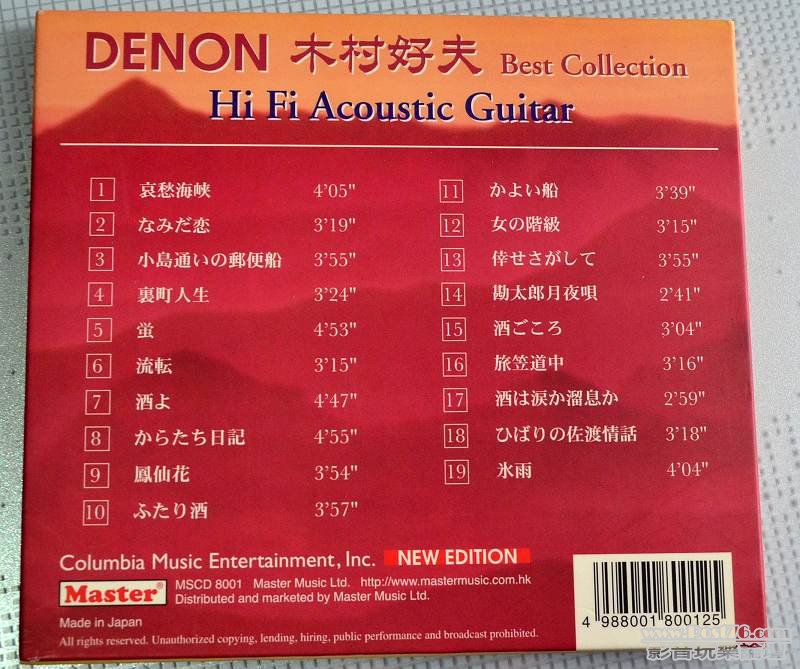 DENON 木村好夫 Best Collection
Hi Fi Acoustic Guitar
1 哀愁海峡 4'05"
2 なみだ恋 3'19"
3 小島通いの郵便船 3'55"
4 裏町人生 3'24"
5 蛍 4'53"
6 流転 3'15"
7 酒よ 4'47"
8 からたち日記 4'55"
9 鳳仙花 3'54"
10 ふたり酒 3'57"
11 かよい船 3'39"
12 女の階級 3'15"
13 倖せさがして 3'55"
14 勘太郎月夜唄 2'41"
15 酒ごころ 3'04"
16 旅笠道中 3'16"
17 酒は涙か溜息か 2'59"
18 ひばりの佐渡情話 3'18"
19 氷雨 4'04"
Columbia Music Entertainment, Inc. NEW EDITION
Master® MSCD 8001 Master Music Ltd. http://www.mastermusic.com.hk
Distributed and marketed by Master Music Ltd.
Made in Japan
All rights reserved. Unauthorized copying, lending, hiring, public performance and broadcast prohibited.
4 988001 800125
影音玩樂